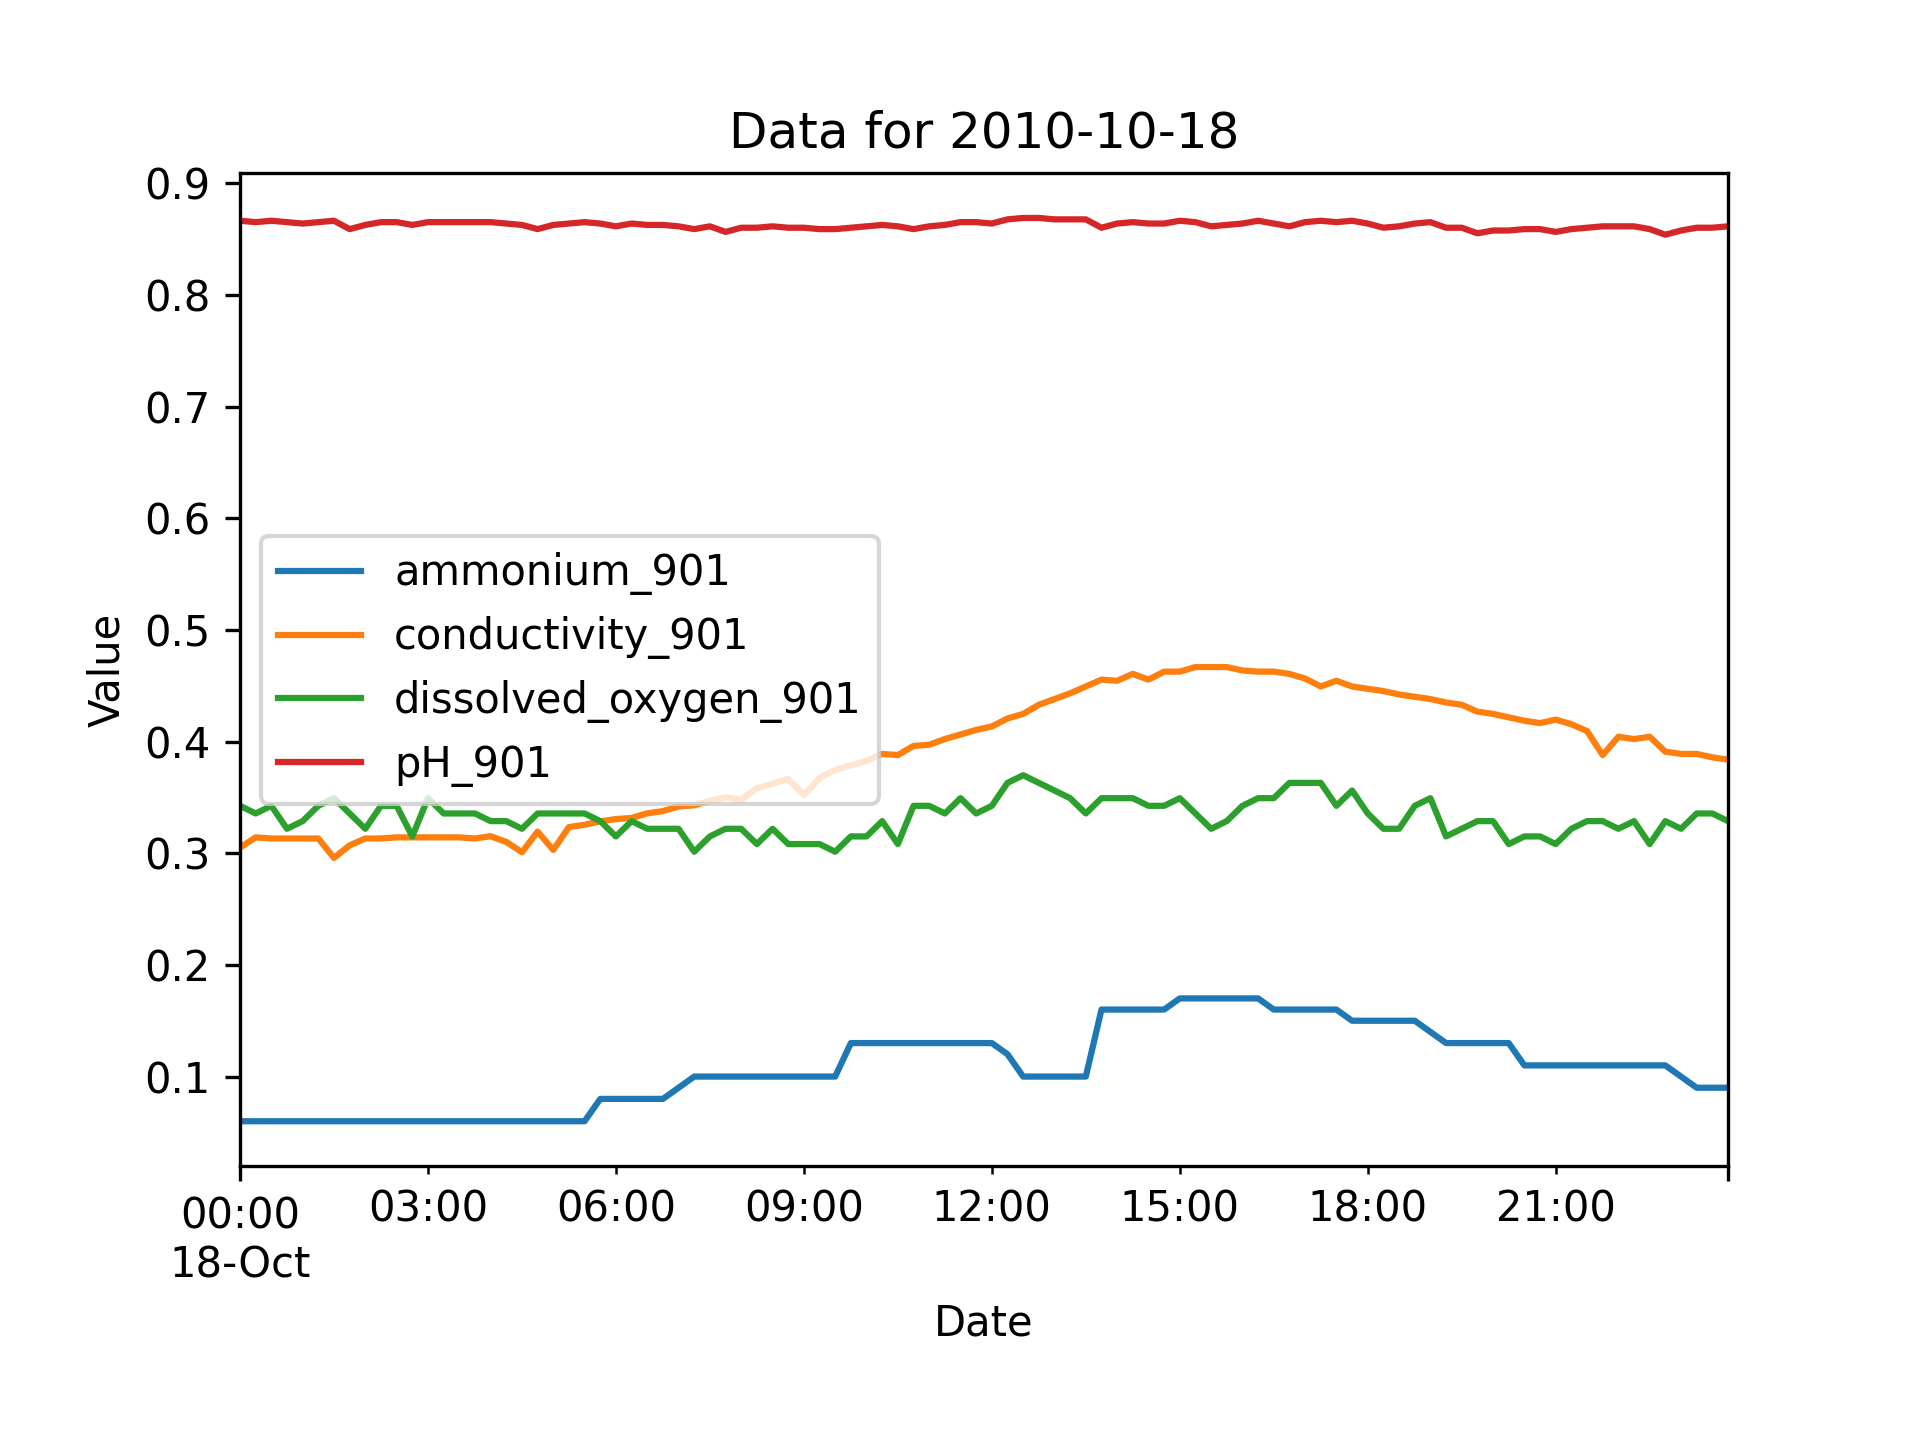 Data for 2010-10-18
0.9
0.8
0.7
0.6
0.5
0.4
0.3
0.2
0.1
Value
ammonium_901
conductivity_901
dissolved_oxygen_901
pH_901
00:00 03:00 06:00 09:00 12:00 15:00 18:00 21:00
18-Oct
Date